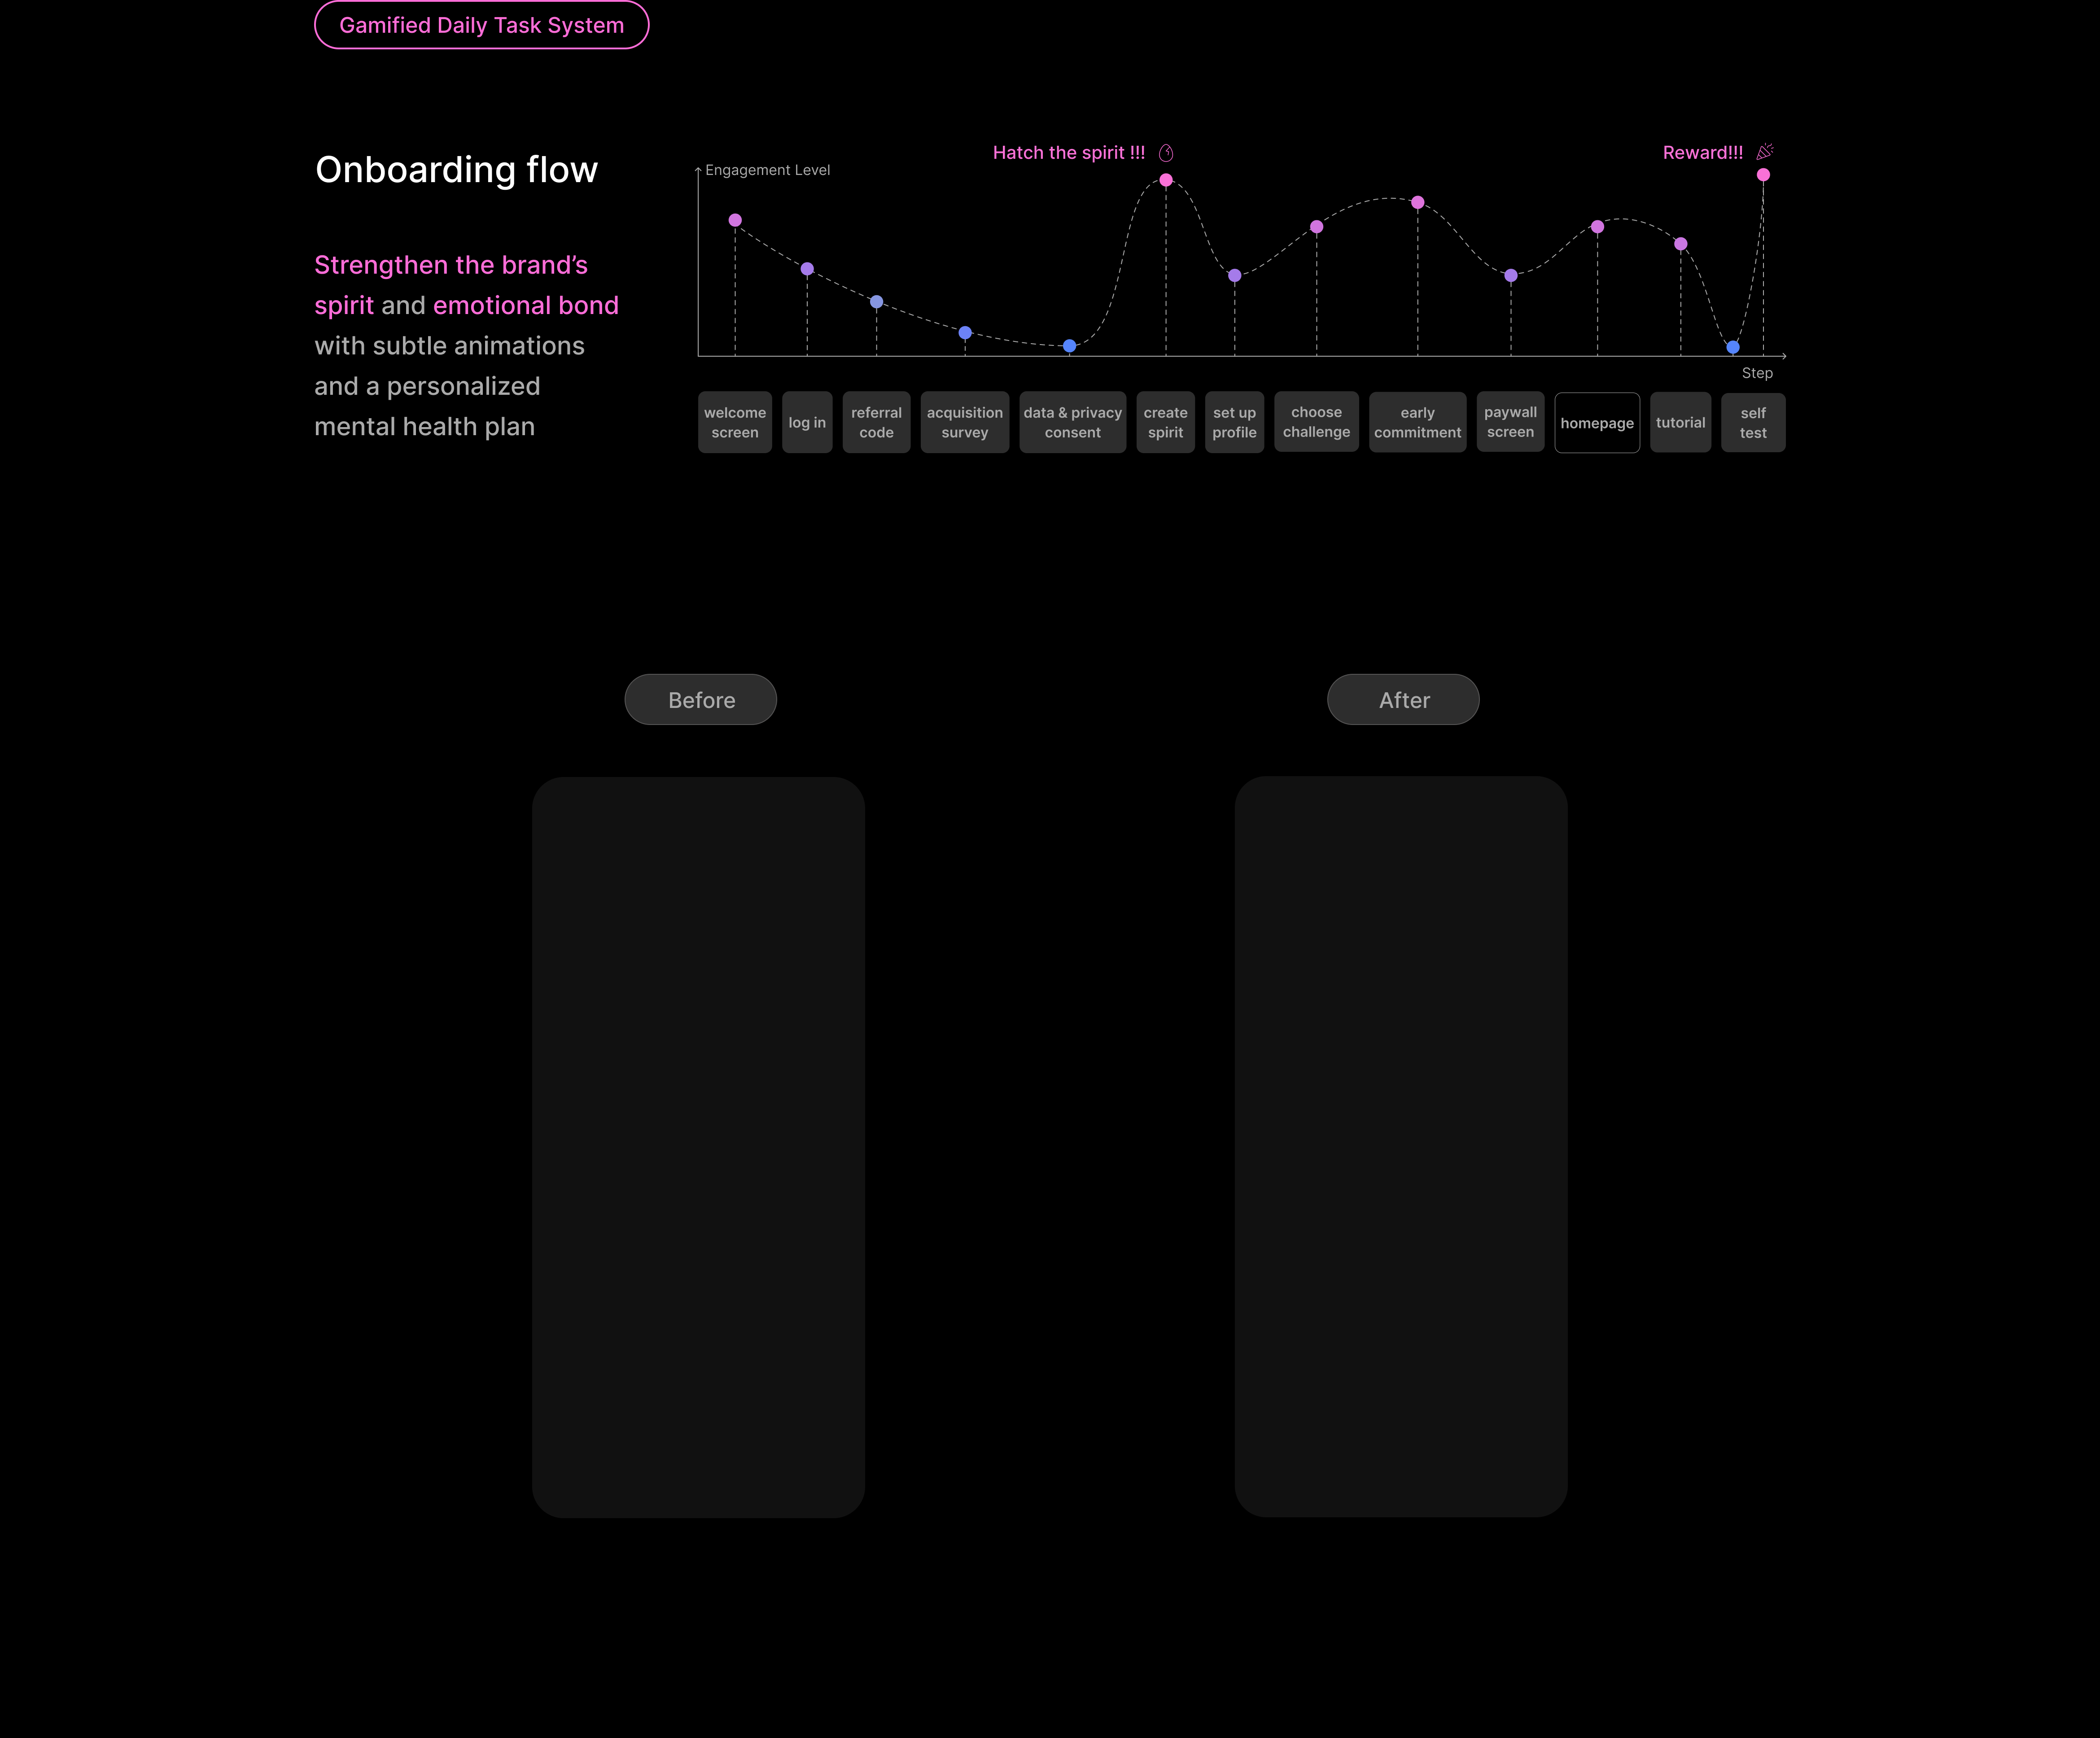 Gamified Daily Task System
Onboarding flow
Strengthen the brand’s
spirit and emotional bond
with subtle animations
and a personalized
mental health plan
Engagement Level
Hatch the spirit !!!
Reward!!!
Step
welcome
screen
log in
referral
code
acquisition
survey
data & privacy
consent
create
spirit
set up
profile
choose
challenge
early
commitment
paywall
screen
homepage
tutorial
self
test
Before
After